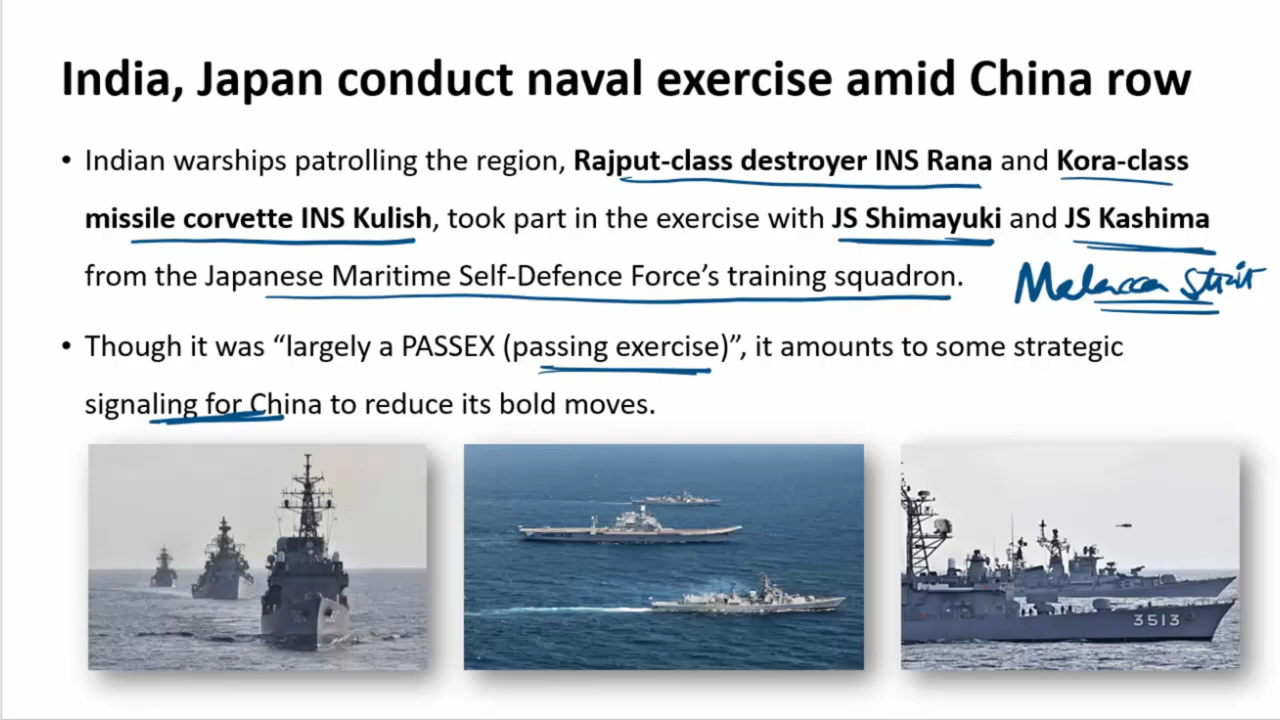 India, Japan conduct naval exercise amid China row
• Indian warships patrolling the region, Rajput-class destroyer INS Rana and Kora-class
missile corvette INS Kulish, took part in the exercise with JS Shimayuki and JS Kashima
from the Japanese Maritime Self-Defence Force's training squadron.
Melacca Strait
• Though it was “largely a PASSEX (passing exercise)”, it amounts to some strategic
signaling for China to reduce its bold moves.
3513